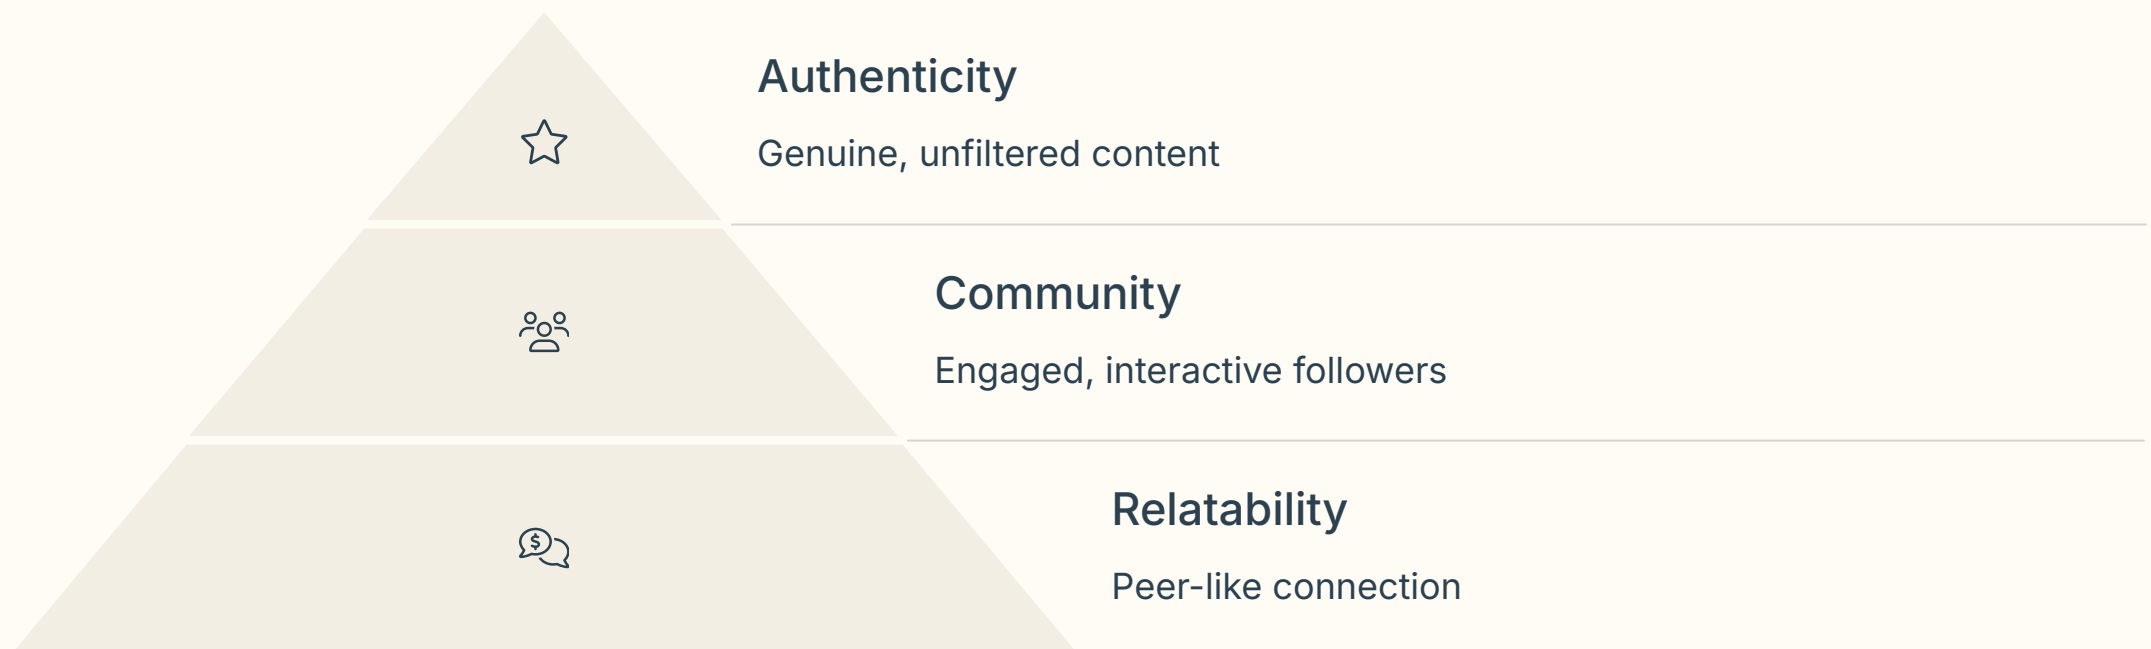 Authenticity
Genuine, unfiltered content
Community
Engaged, interactive followers
$
Relatability
Peer-like connection